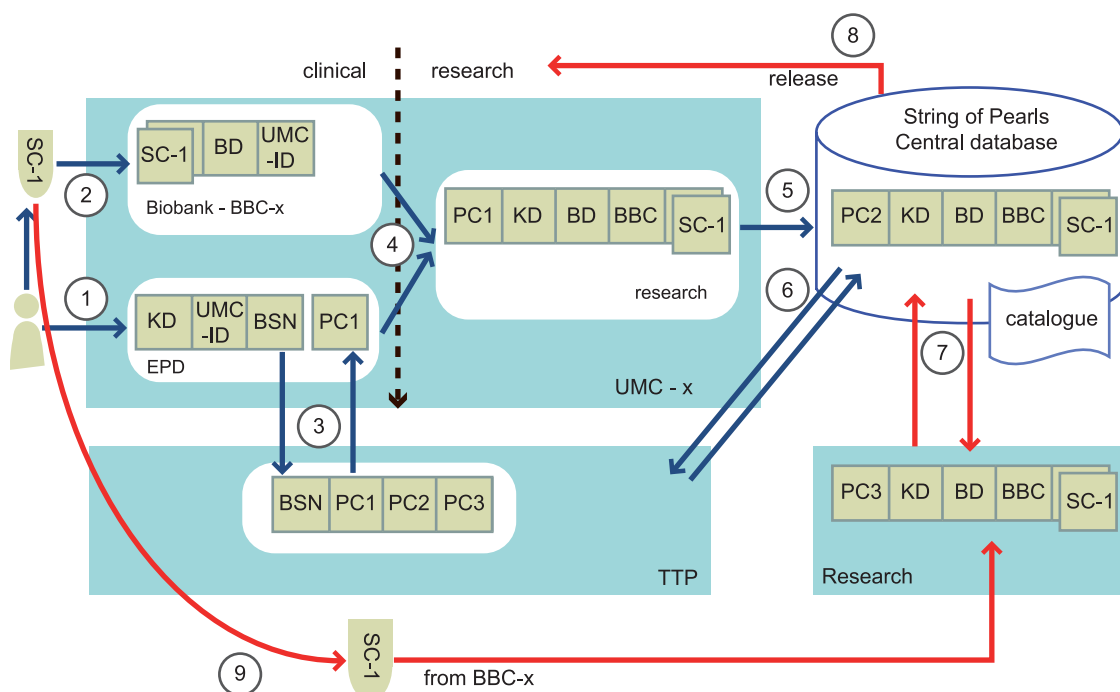 8
clinical
research
release
String of Pearls
Central database
SC-1
2
SC-1
BD
UMC
-ID
Biobank - BBC-x
4
PC1
KD
BD
BBC
SC-1
research
5
PC2
KD
BD
BBC
SC-1
1
KD
UMC
-ID
BSN
PC1
EPD
6
catalogue
7
UMC - x
3
BSN
PC1
PC2
PC3
TTP
PC3
KD
BD
BBC
SC-1
Research
SC-1
9
from BBC-x